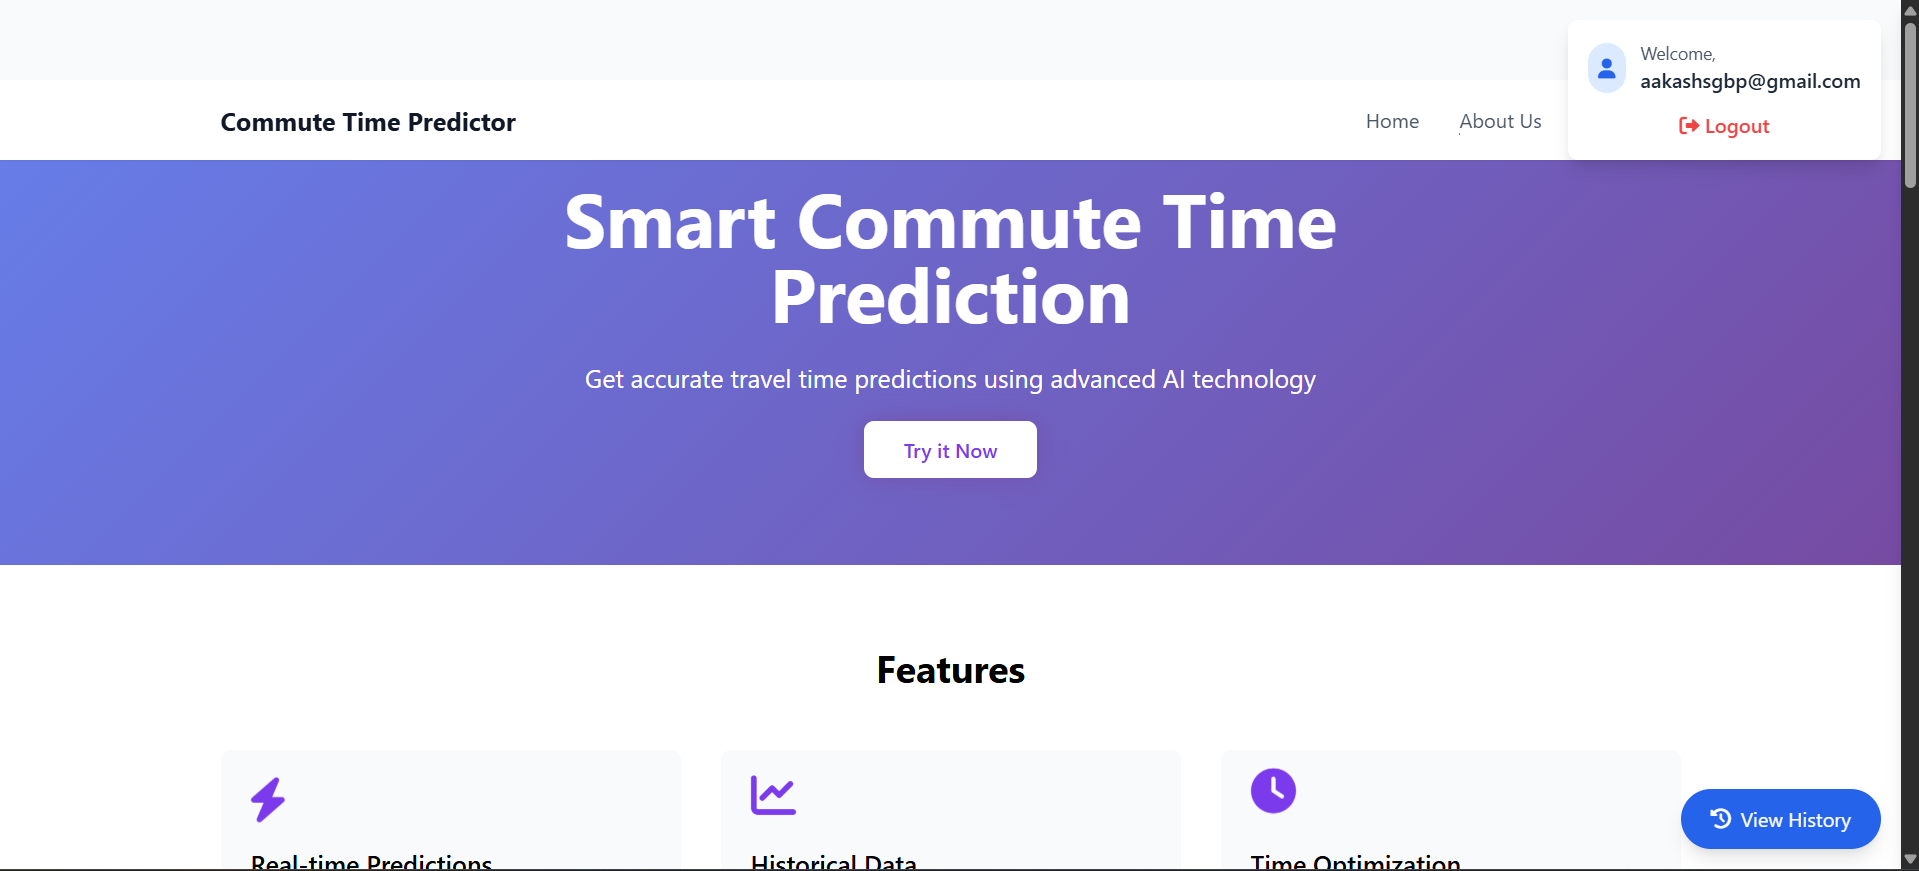 Welcome,
aakashsgbp@gmail.com
Logout
Commute Time Predictor
Home
About Us
Smart Commute Time
Prediction
Get accurate travel time predictions using advanced AI technology
Try it Now
Features
Real-time Predictions
Historical Data
Time Optimization
View History